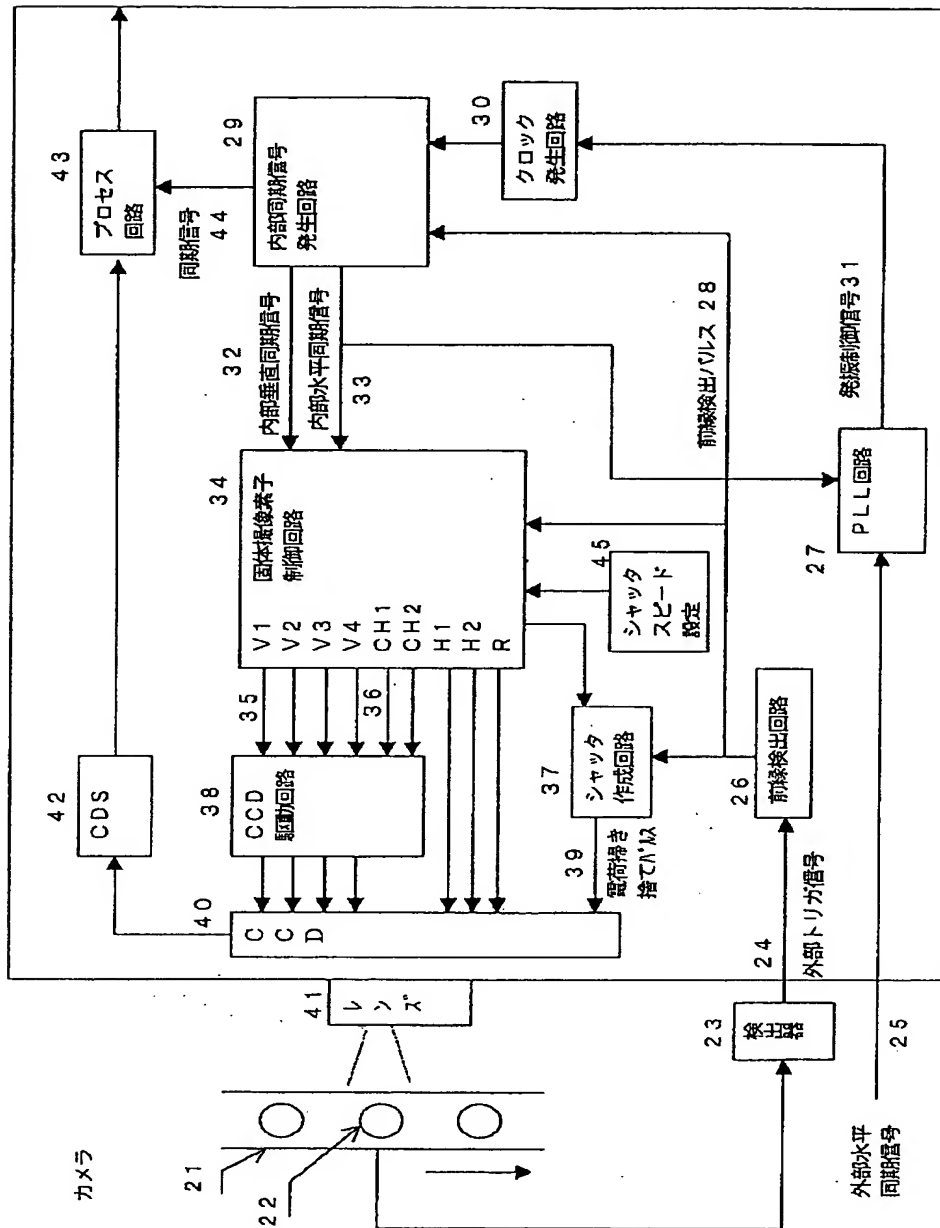 カメラ
21
22
41
レンズ
40
CCD
42
CDS
43
プロセス
回路
同期信号
44
29
内部同期信号
発生回路
30
クロック
発生回路
32
内部垂直同期信号
内部水平同期信号
33
34
固体撮像素子
制御回路
V1
V2
V3
V4
CH1
CH2
H1
H2
R
35
36
38
CCD
駆動回路
37
シャッタ
作成回路
39
電荷掃き
捨てパルス
45
シャッタ
スピード
設定
前縁検出パルス 28
26
前縁検出回路
24
外部トリガ信号
23
検出器
25
外部水平
同期信号
27
PLL回路
発振制御信号31